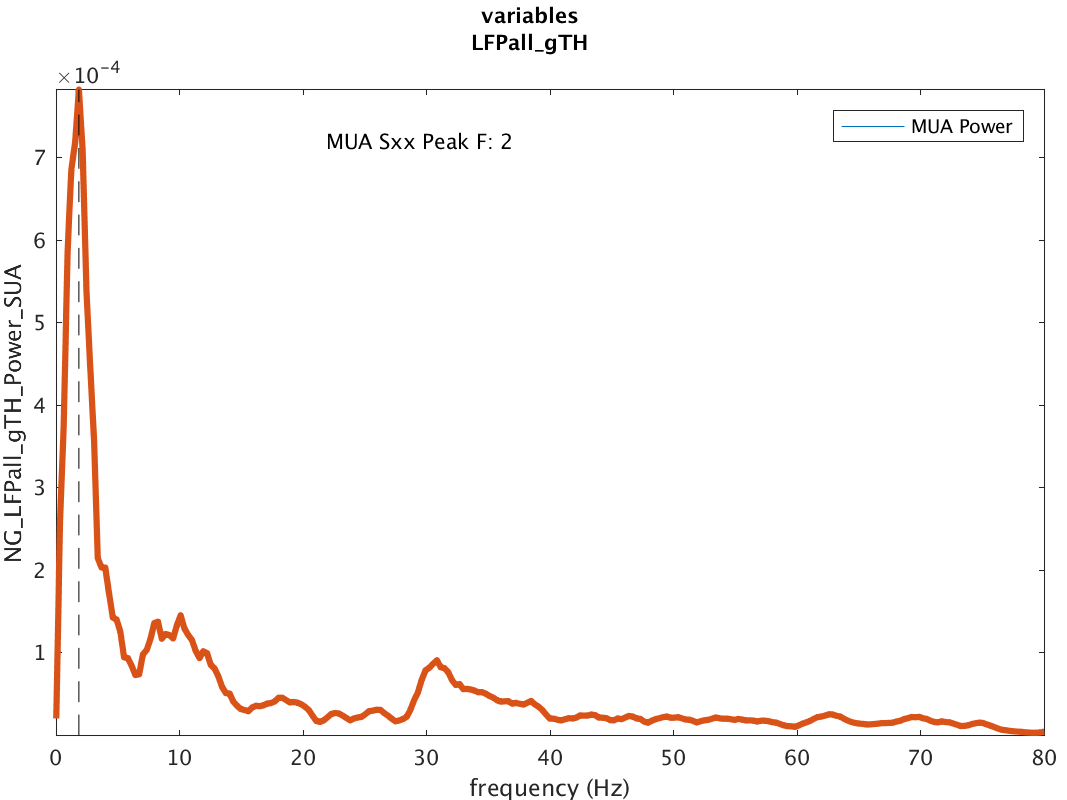 variables
LFPall_gTH
×10⁻⁴
MUA Sxx Peak F: 2
MUA Power
7
6
5
4
3
2
1
NG_LFPall_gTH_Power_SUA
0 10 20 30 40 50 60 70 80
frequency (Hz)